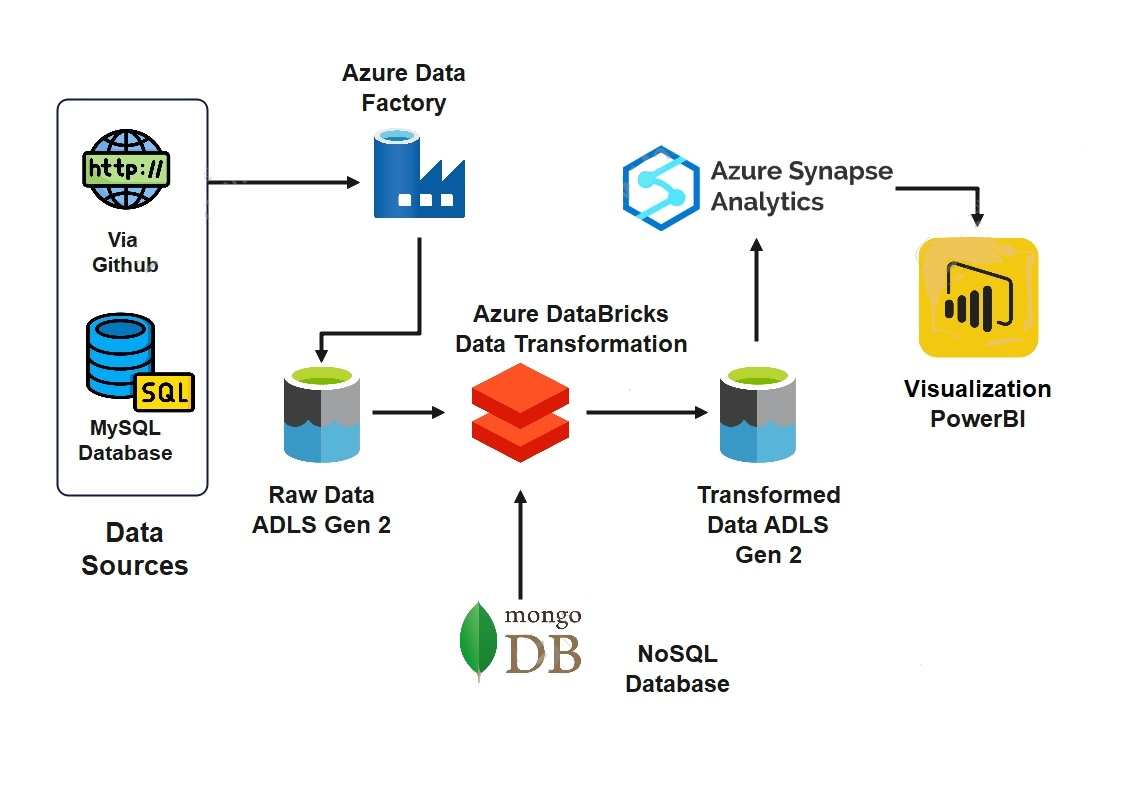 Azure Data
Factory
http://
Via
Github
SQL
MySQL
Database
Data
Sources
Raw Data
ADLS Gen 2
Azure DataBricks
Data Transformation
mongo
DB
NoSQL
Database
Transformed
Data ADLS
Gen 2
Azure Synapse
Analytics
Visualization
PowerBI